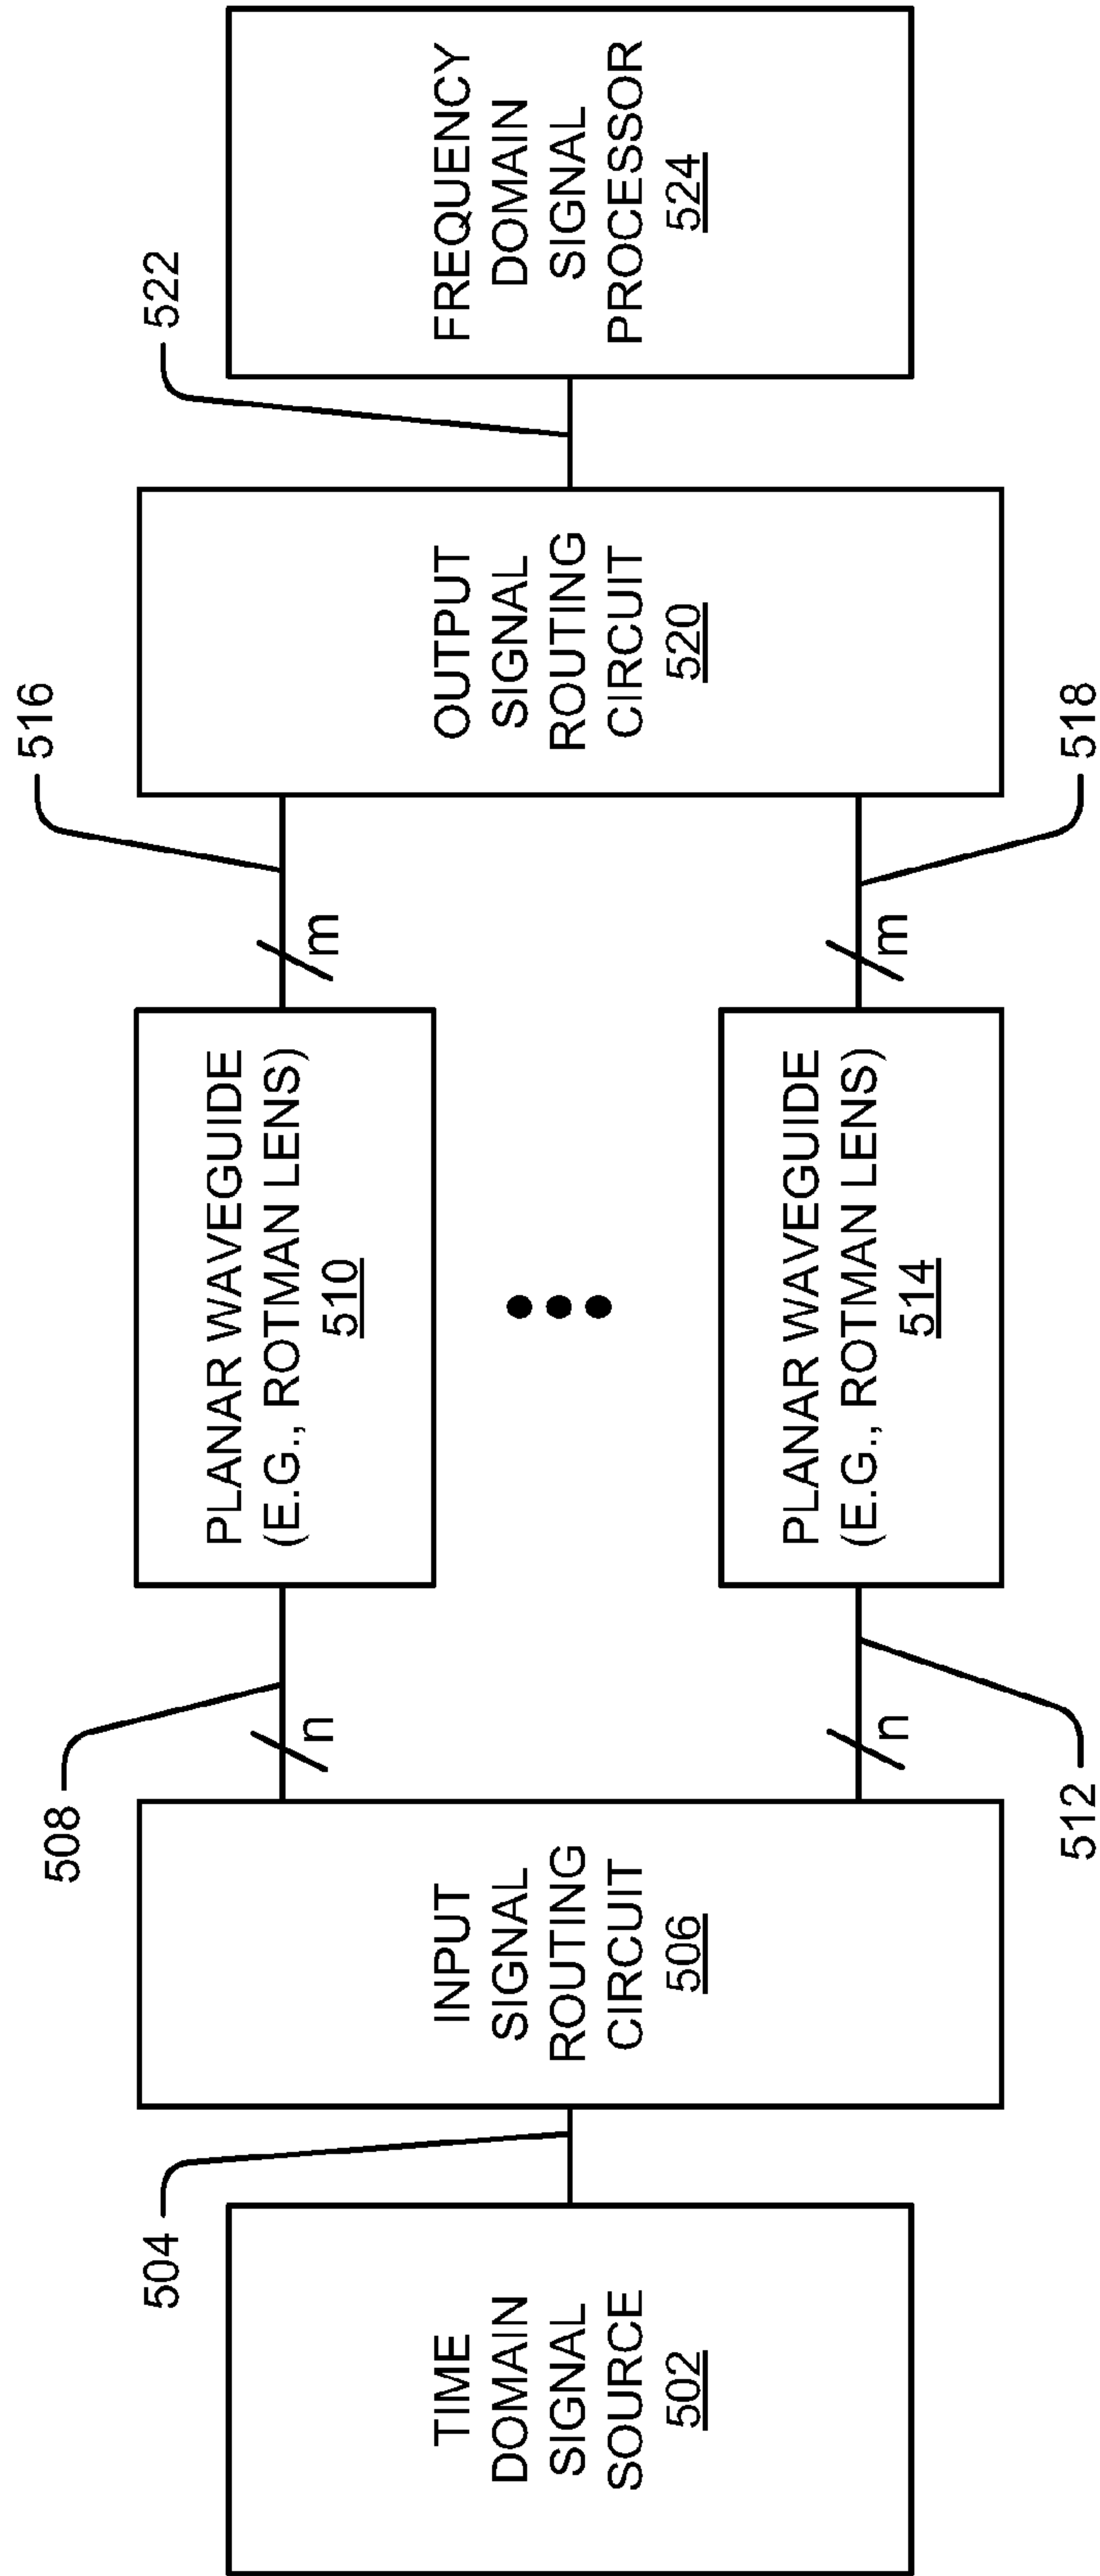 TIME
DOMAIN
SIGNAL
SOURCE
502
504
INPUT
SIGNAL
ROUTING
CIRCUIT
506
508
n
PLANAR WAVEGUIDE
(E.G., ROTMAN LENS)
510
m
516
512
n
PLANAR WAVEGUIDE
(E.G., ROTMAN LENS)
514
m
518
OUTPUT
SIGNAL
ROUTING
CIRCUIT
520
522
FREQUENCY
DOMAIN
SIGNAL
PROCESSOR
524